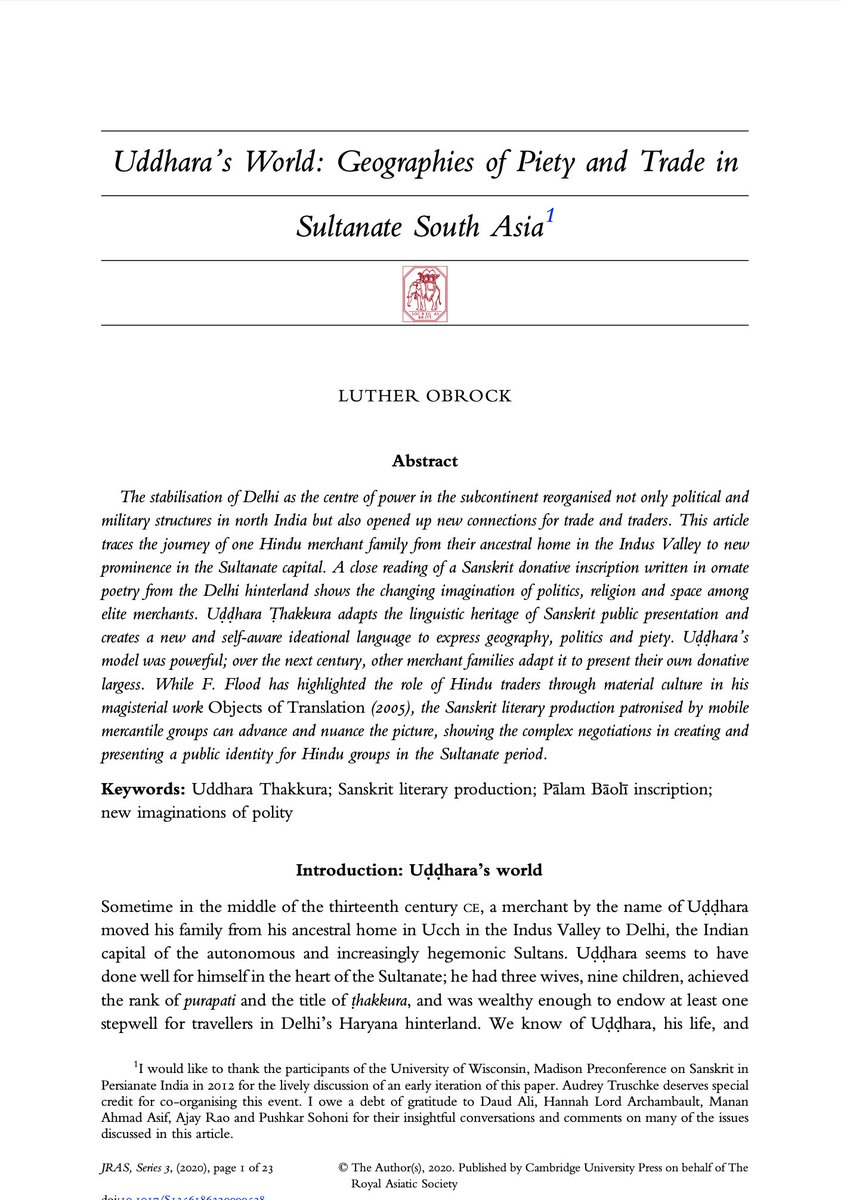 Uddhara's World: Geographies of Piety and Trade in
Sultanate South Asia¹
LUTHER OBROCK
Abstract
The stabilisation of Delhi as the centre of power in the subcontinent reorganised not only political and
military structures in north India but also opened up new connections for trade and traders. This article
traces the journey of one Hindu merchant family from their ancestral home in the Indus Valley to new
prominence in the Sultanate capital. A close reading of a Sanskrit donative inscription written in ornate
poetry from the Delhi hinterland shows the changing imagination of politics, religion and space among
elite merchants. Uḍḍhara Ṭhakkura adapts the linguistic heritage of Sanskrit public presentation and
creates a new and self-aware ideational language to express geography, politics and piety. Uḍḍhara's
model was powerful; over the next century, other merchant families adapt it to present their own donative
largess. While F. Flood has highlighted the role of Hindu traders through material culture in his
magisterial work Objects of Translation (2005), the Sanskrit literary production patronised by mobile
mercantile groups can advance and nuance the picture, showing the complex negotiations in creating and
presenting a public identity for Hindu groups in the Sultanate period.
Keywords: Uddhara Thakkura; Sanskrit literary production; Pālam Bāolī inscription;
new imaginations of polity
Introduction: Uḍḍhara's world
Sometime in the middle of the thirteenth century CE, a merchant by the name of Uḍḍhara
moved his family from his ancestral home in Ucch in the Indus Valley to Delhi, the Indian
capital of the autonomous and increasingly hegemonic Sultans. Uḍḍhara seems to have
done well for himself in the heart of the Sultanate; he had three wives, nine children, achieved
the rank of purapati and the title of ṭhakkura, and was wealthy enough to endow at least one
stepwell for travellers in Delhi's Haryana hinterland. We know of Uḍḍhara, his life, and
¹I would like to thank the participants of the University of Wisconsin, Madison Preconference on Sanskrit in
Persianate India in 2012 for the lively discussion of an early iteration of this paper. Audrey Truschke deserves special
credit for co-organising this event. I owe a debt of gratitude to Daud Ali, Hannah Lord Archambault, Manan
Ahmad Asif, Ajay Rao and Pushkar Sohoni for their insightful conversations and comments on many of the issues
discussed in this article.
JRAS, Series 3, (2020), page 1 of 23
© The Author(s), 2020. Published by Cambridge University Press on behalf of The
Royal Asiatic Society